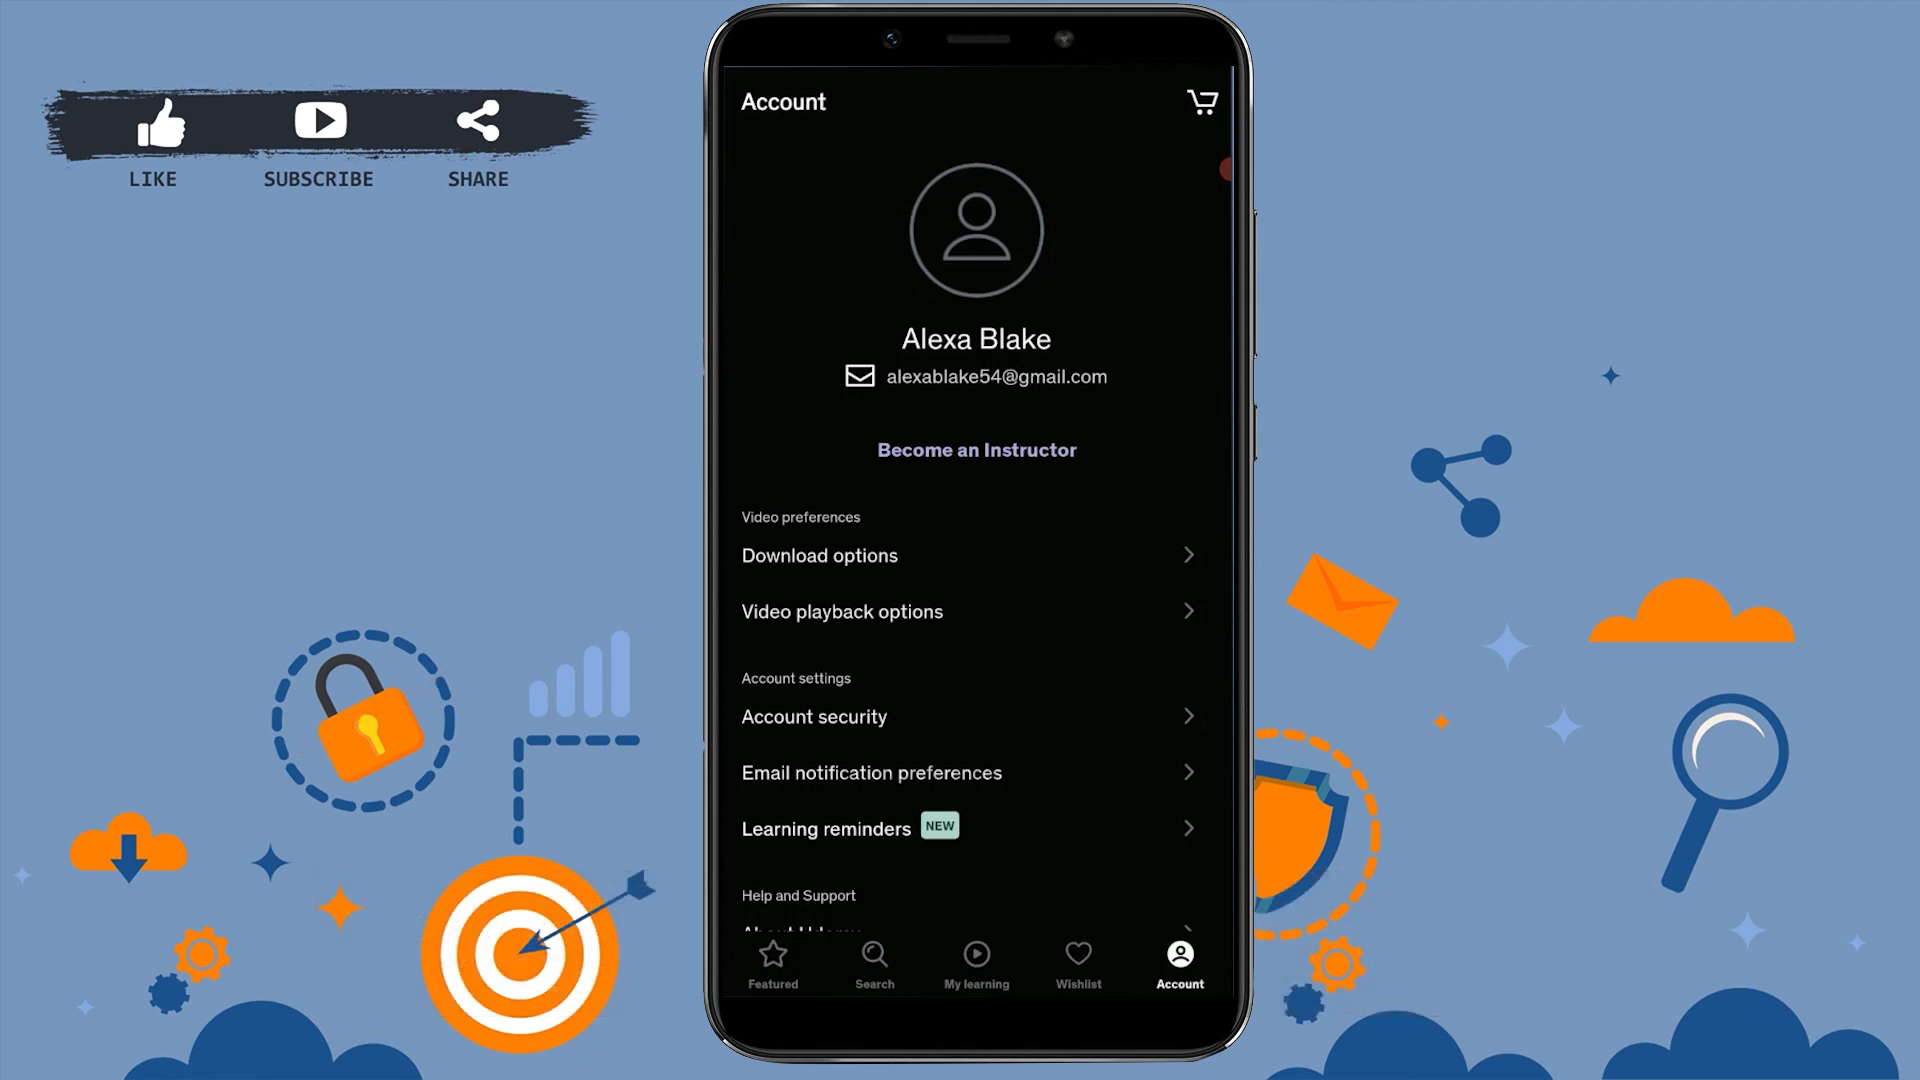 LIKE SUBSCRIBE SHARE
Account
Alexa Blake
alexablake54@gmail.com
Become an Instructor
Video preferences
Download options
Video playback options
Account settings
Account security
Email notification preferences
Learning reminders NEW
Help and Support
About Udemy
Featured Search My learning Wishlist Account